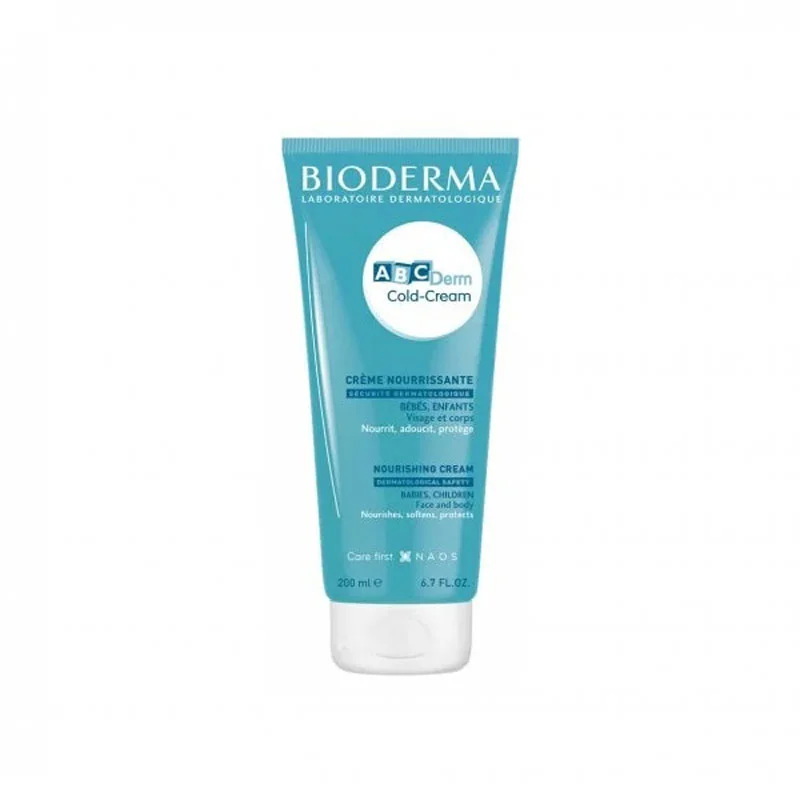 BIODERMA
LABORATOIRE DERMATOLOGIQUE
ABCDerm
Cold-Cream
CRÈME NOURRISSANTE
SÉCURITÉ DERMATOLOGIQUE
BÉBÉS, ENFANTS
Visage et corps
Nourrit, adoucit, protège
NOURISHING CREAM
DERMATOLOGICAL SAFETY
BABIES, CHILDREN
Face and body
Nourishes, softens, protects
Care first NAOS
200 ml e 6.7 FL.OZ.